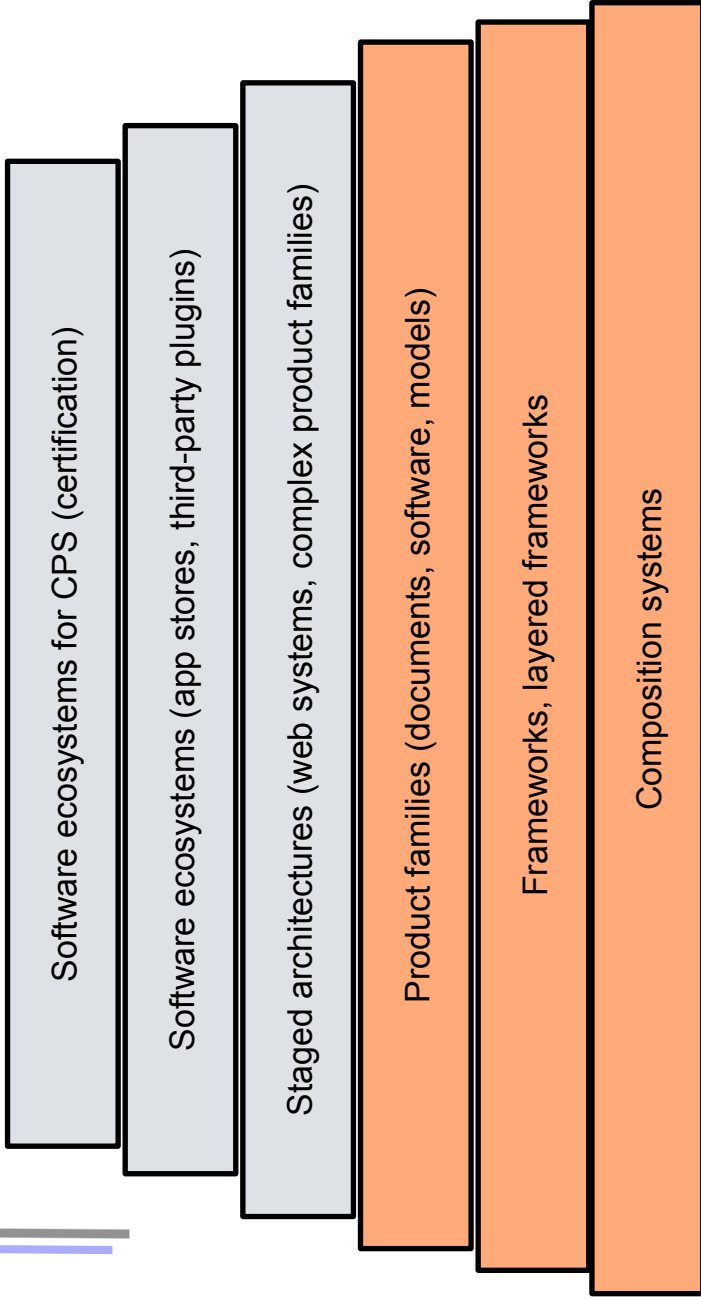 Software ecosystems for CPS (certification)
Software ecosystems (app stores, third-party plugins)
Staged architectures (web systems, complex product families)
Product families (documents, software, models)
Frameworks, layered frameworks
Composition systems